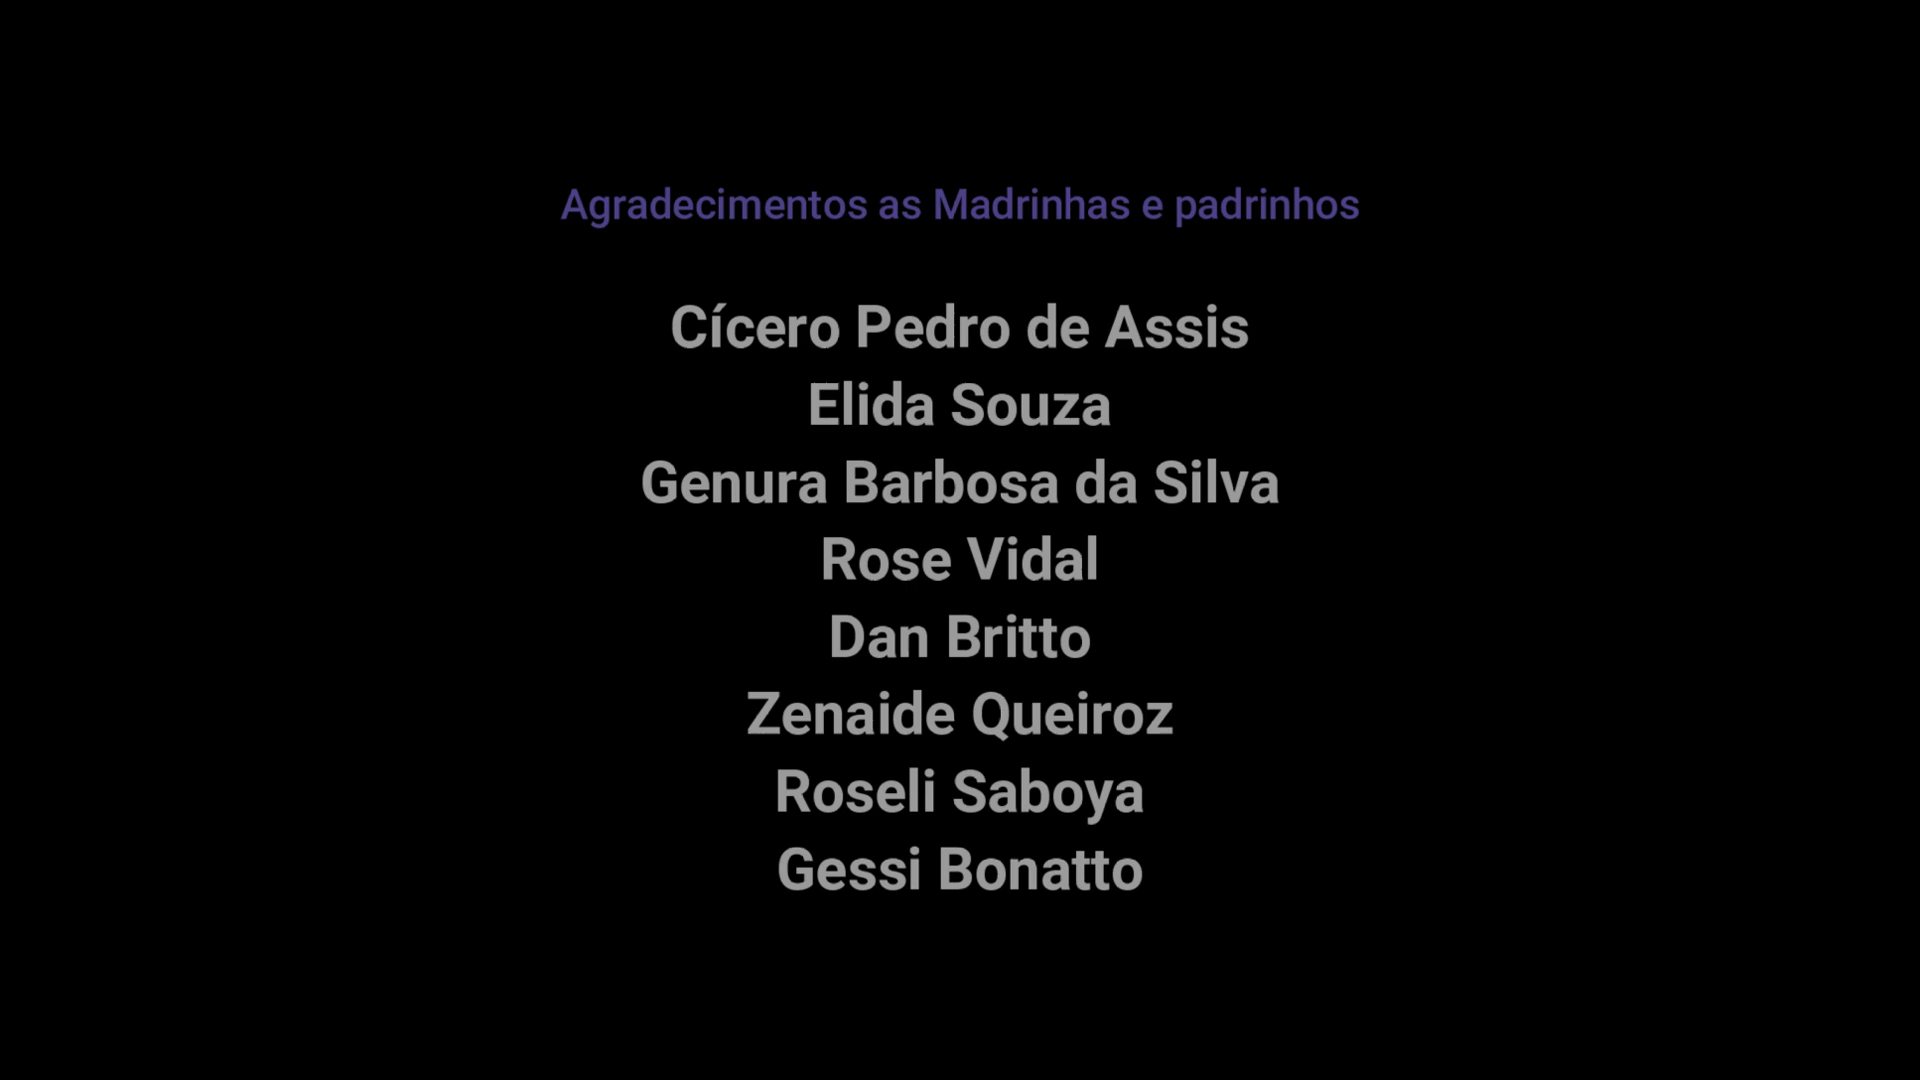 Agradecimentos as Madrinhas e padrinhos
Cícero Pedro de Assis
Elida Souza
Genura Barbosa da Silva
Rose Vidal
Dan Britto
Zenaide Queiroz
Roseli Saboya
Gessi Bonatto